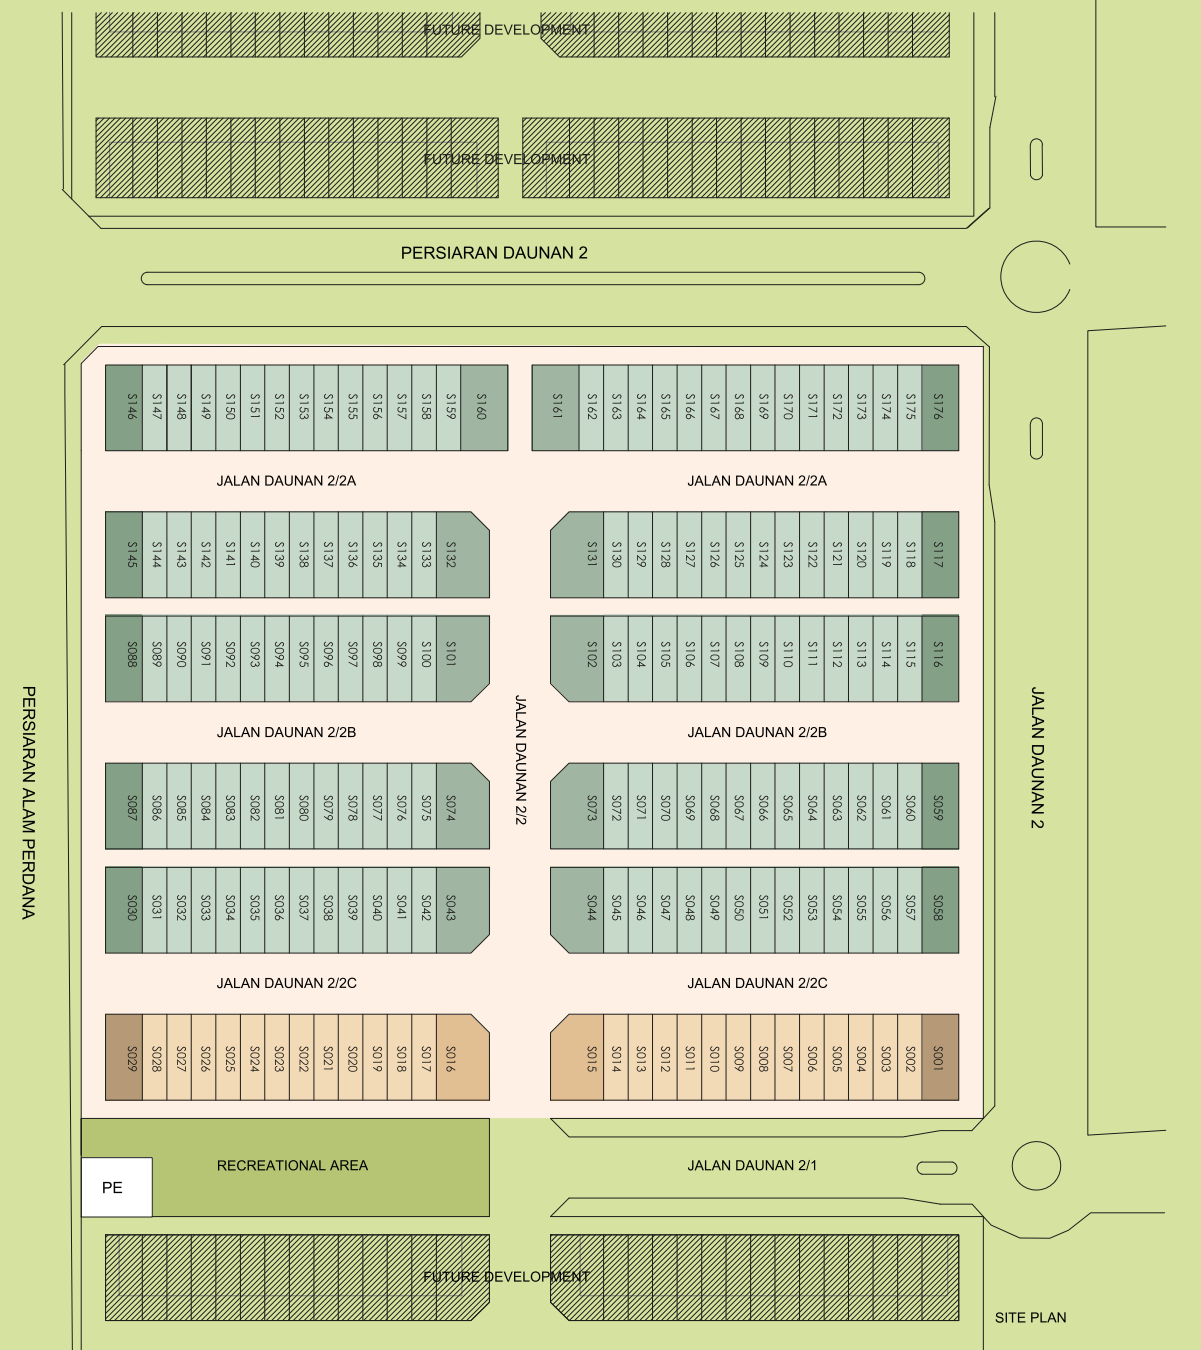 FUTURE DEVELOPMENT
FUTURE DEVELOPMENT
PERSIARAN DAUNAN 2
S146 S147 S148 S149 S150 S151 S152 S153 S154 S155 S156 S157 S158 S159 S160 S161 S162 S163 S164 S165 S166 S167 S168 S169 S170 S171 S172 S173 S174 S175 S176
JALAN DAUNAN 2/2A JALAN DAUNAN 2/2A
S145 S144 S143 S142 S141 S140 S139 S138 S137 S136 S135 S134 S133 S132 S131 S130 S129 S128 S127 S126 S125 S124 S123 S122 S121 S120 S119 S118 S117
S088 S089 S090 S091 S092 S093 S094 S095 S096 S097 S098 S099 S100 S101 S102 S103 S104 S105 S106 S107 S108 S109 S110 S111 S112 S113 S114 S115 S116
PERSIARAN ALAM PERDANA
JALAN DAUNAN 2/2B JALAN DAUNAN 2/2B
JALAN DAUNAN 2/2
JALAN DAUNAN 2
S087 S086 S085 S084 S083 S082 S081 S080 S079 S078 S077 S076 S075 S074 S073 S072 S071 S070 S069 S068 S067 S066 S065 S064 S063 S062 S061 S060 S059
S030 S031 S032 S033 S034 S035 S036 S037 S038 S039 S040 S041 S042 S043 S044 S045 S046 S047 S048 S049 S050 S051 S052 S053 S054 S055 S056 S057 S058
JALAN DAUNAN 2/2C JALAN DAUNAN 2/2C
S029 S028 S027 S026 S025 S024 S023 S022 S021 S020 S019 S018 S017 S016 S015 S014 S013 S012 S011 S010 S009 S008 S007 S006 S005 S004 S003 S002 S001
RECREATIONAL AREA JALAN DAUNAN 2/1
PE
FUTURE DEVELOPMENT
SITE PLAN